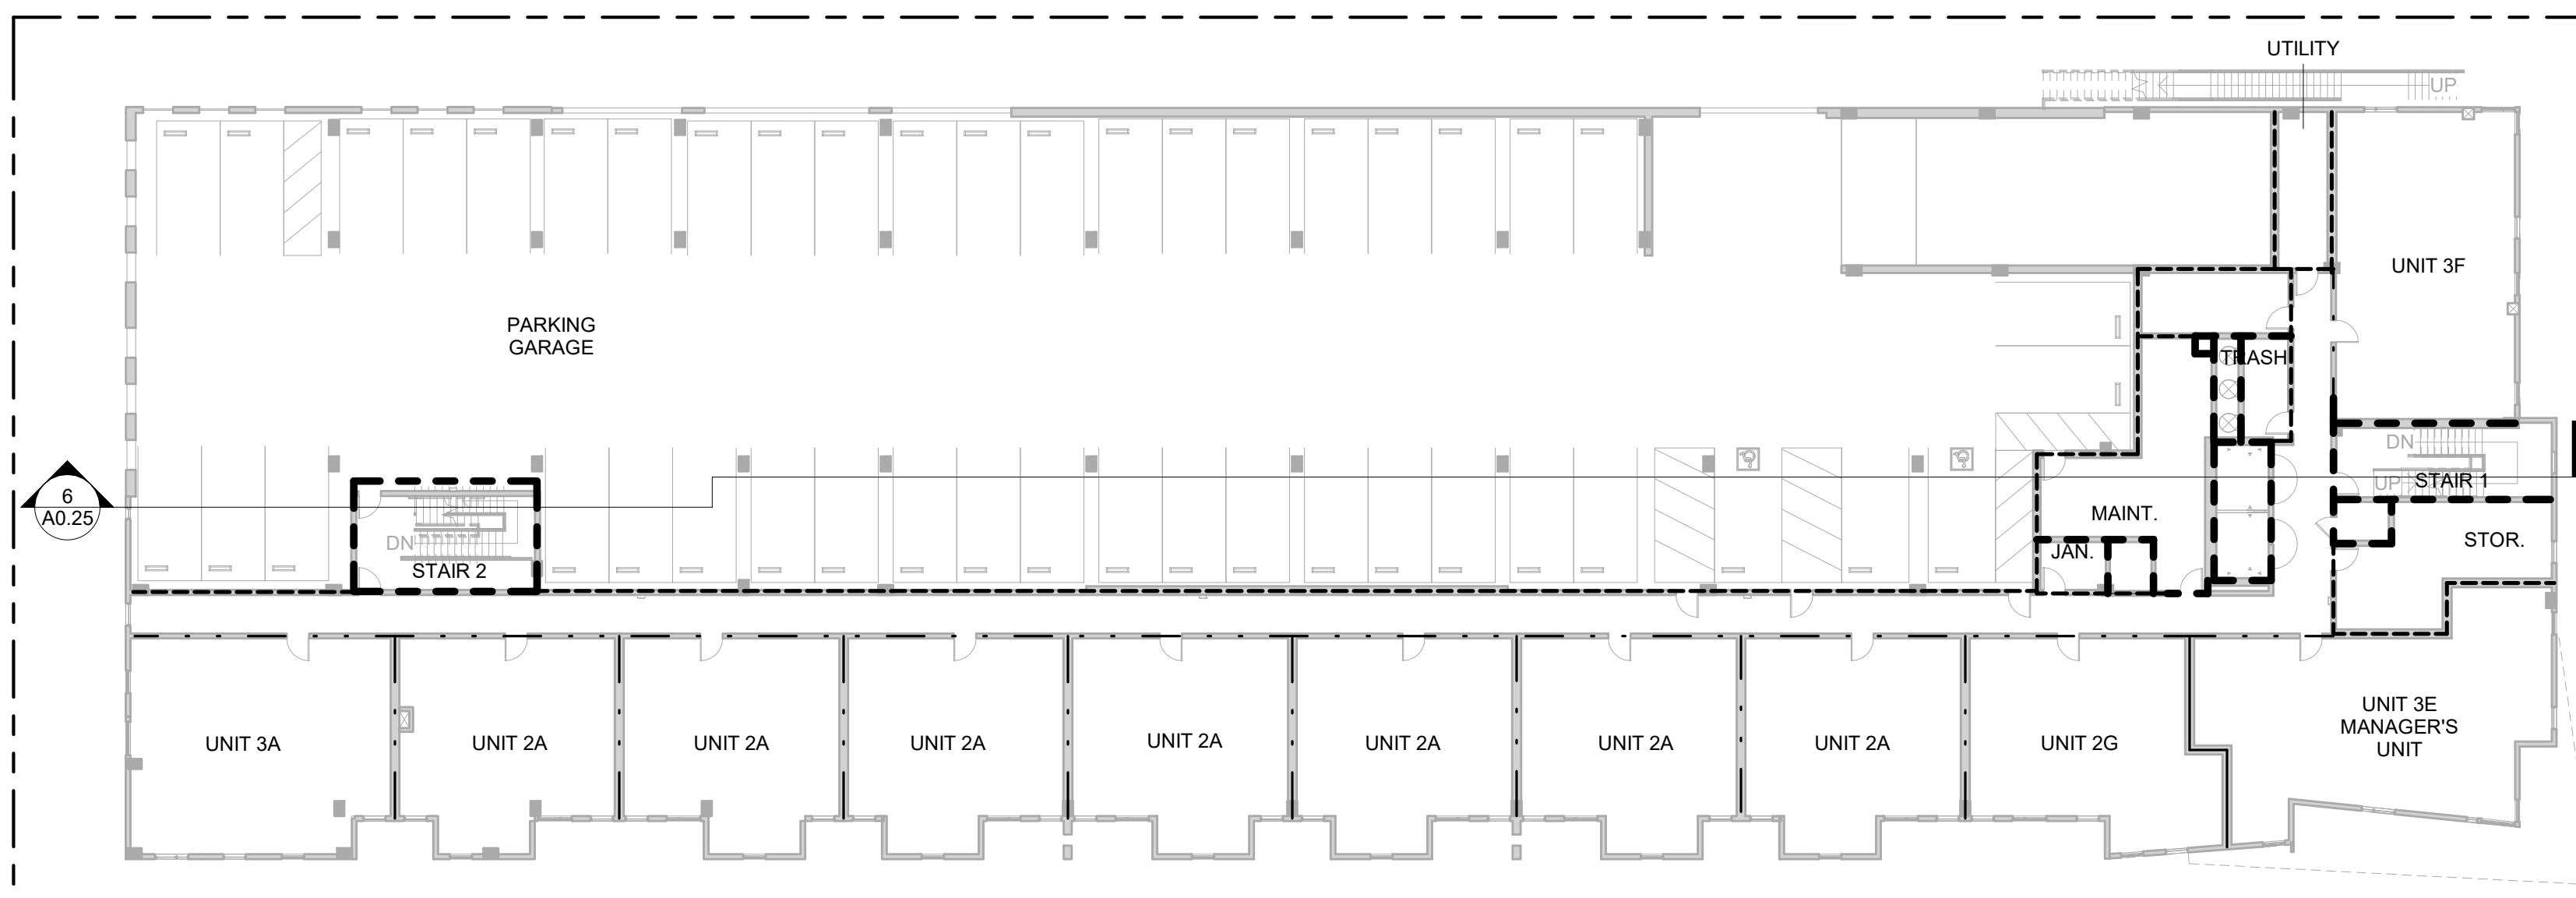 UTILITY
UP
UNIT 3F
PARKING
GARAGE
TRASH
DN
UP
STAIR 1
6
A0.25
MAINT.
STOR.
DN
JAN.
STAIR 2
UNIT 3A
UNIT 2A
UNIT 2A
UNIT 2A
UNIT 2A
UNIT 2A
UNIT 2A
UNIT 2A
UNIT 2G
UNIT 3E
MANAGER'S
UNIT